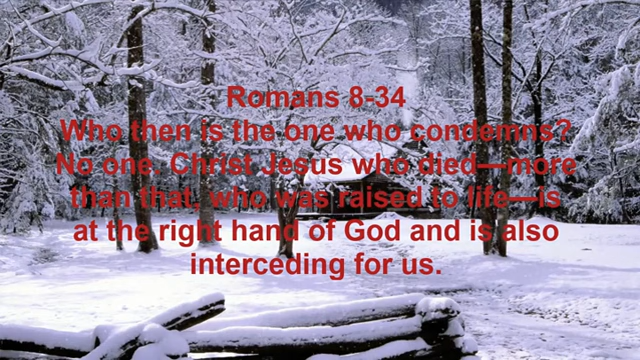 Romans 8-34
Who then is the one who condemns?
No one. Christ Jesus who died—more
than that, who was raised to life—is
at the right hand of God and is also
interceding for us.